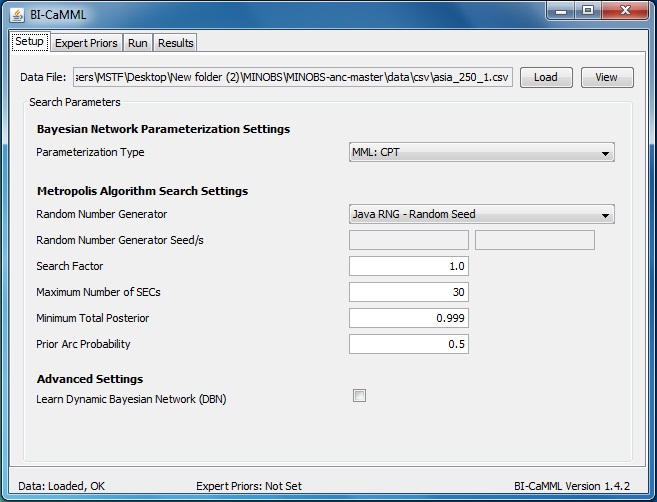 BI-CaMML
Setup Expert Priors Run Results
Data File: sers\MSTF\Desktop\New folder (2)\MINOBS\MINOBS-anc-master\data\csv\asia_250_1.csv Load View
Search Parameters
Bayesian Network Parameterization Settings
Parameterization Type MML: CPT
Metropolis Algorithm Search Settings
Random Number Generator Java RNG - Random Seed
Random Number Generator Seed/s
Search Factor 1.0
Maximum Number of SECs 30
Minimum Total Posterior 0.999
Prior Arc Probability 0.5
Advanced Settings
Learn Dynamic Bayesian Network (DBN)
Data: Loaded, OK Expert Priors: Not Set BI-CaMML Version 1.4.2